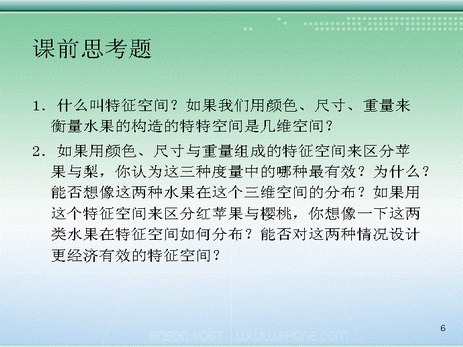 课前思考题
1. 什么叫特征空间？如果我们用颜色、尺寸、重量来
衡量水果的构造的特特空间是几维空间？
2. 如果用颜色、尺寸与重量组成的特征空间来区分苹
果与梨，你认为这三种度量中的哪种最有效？为什么？
能否想像这两种水果在这个三维空间的分布？如果用
这个特征空间来区分红苹果与樱桃，你想像一下这两
类水果在特征空间如何分布？能否对这两种情况设计
更经济有效的特征空间？
6